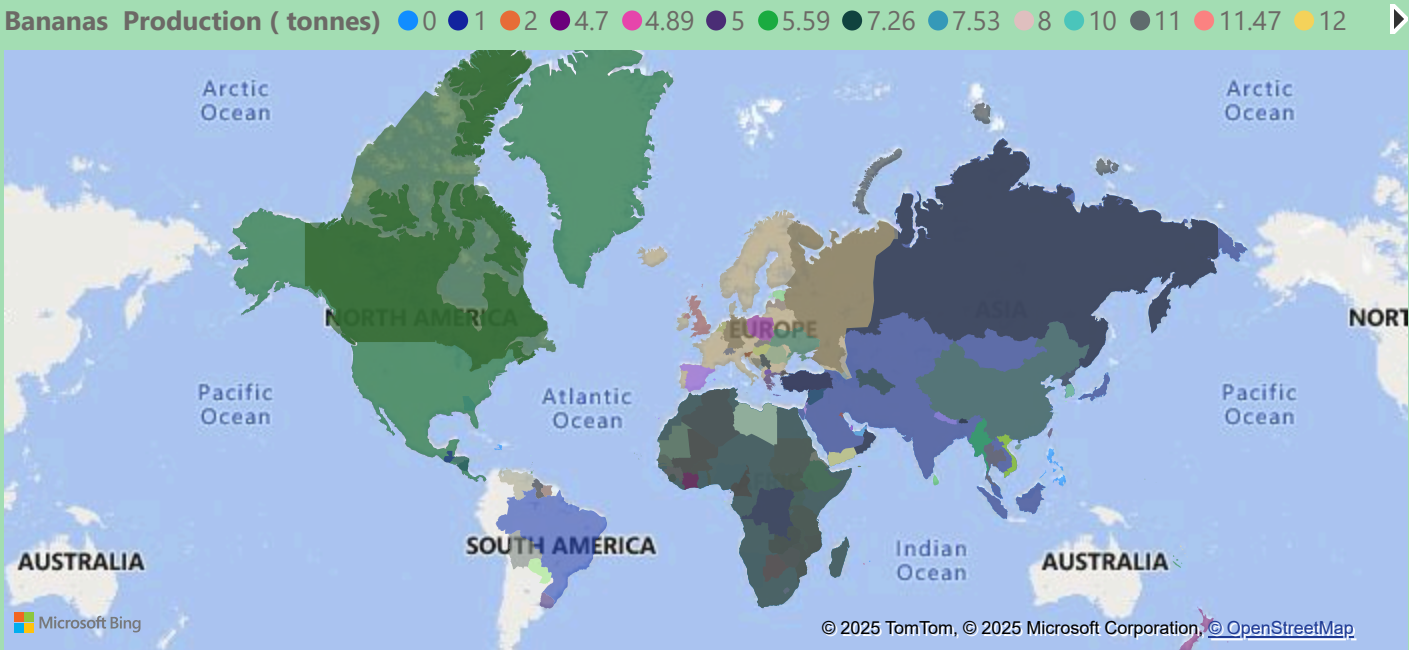 Bananas Production ( tonnes) 0 1 2 4.7 4.89 5 5.59 7.26 7.53 8 10 11 11.47 12
Arctic
Ocean
Arctic
Ocean
NORTH AMERICA
EUROPE
ASIA
NORT
Pacific
Ocean
Atlantic
Ocean
Pacific
Ocean
AFRICA
SOUTH AMERICA
AUSTRALIA
Indian
Ocean
AUSTRALIA
Microsoft Bing
© 2025 TomTom, © 2025 Microsoft Corporation, © OpenStreetMap